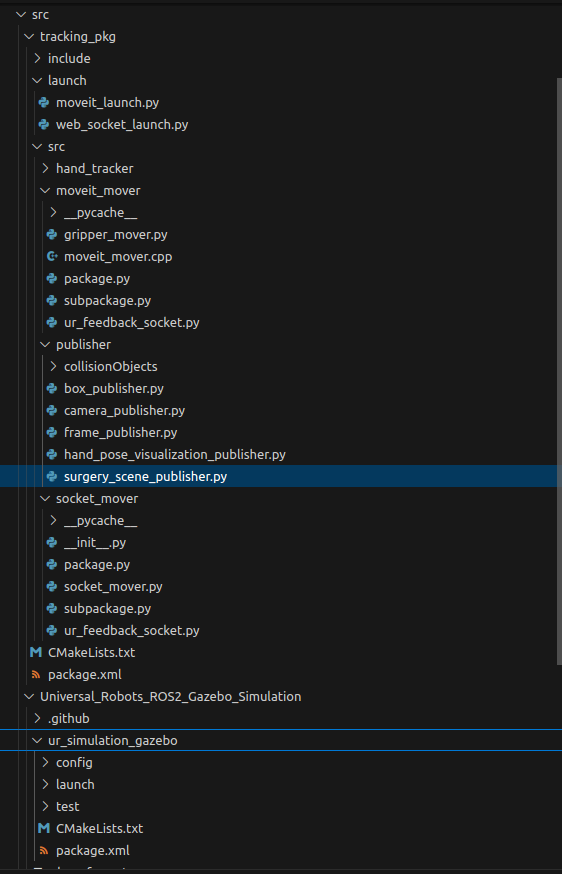 src
tracking_pkg
include
launch
moveit_launch.py
web_socket_launch.py
src
hand_tracker
moveit_mover
__pycache__
gripper_mover.py
moveit_mover.cpp
package.py
subpackage.py
ur_feedback_socket.py
publisher
collisionObjects
box_publisher.py
camera_publisher.py
frame_publisher.py
hand_pose_visualization_publisher.py
surgery_scene_publisher.py
socket_mover
__pycache__
__init__.py
package.py
socket_mover.py
subpackage.py
ur_feedback_socket.py
CMakeLists.txt
package.xml
Universal_Robots_ROS2_Gazebo_Simulation
.github
ur_simulation_gazebo
config
launch
test
CMakeLists.txt
package.xml